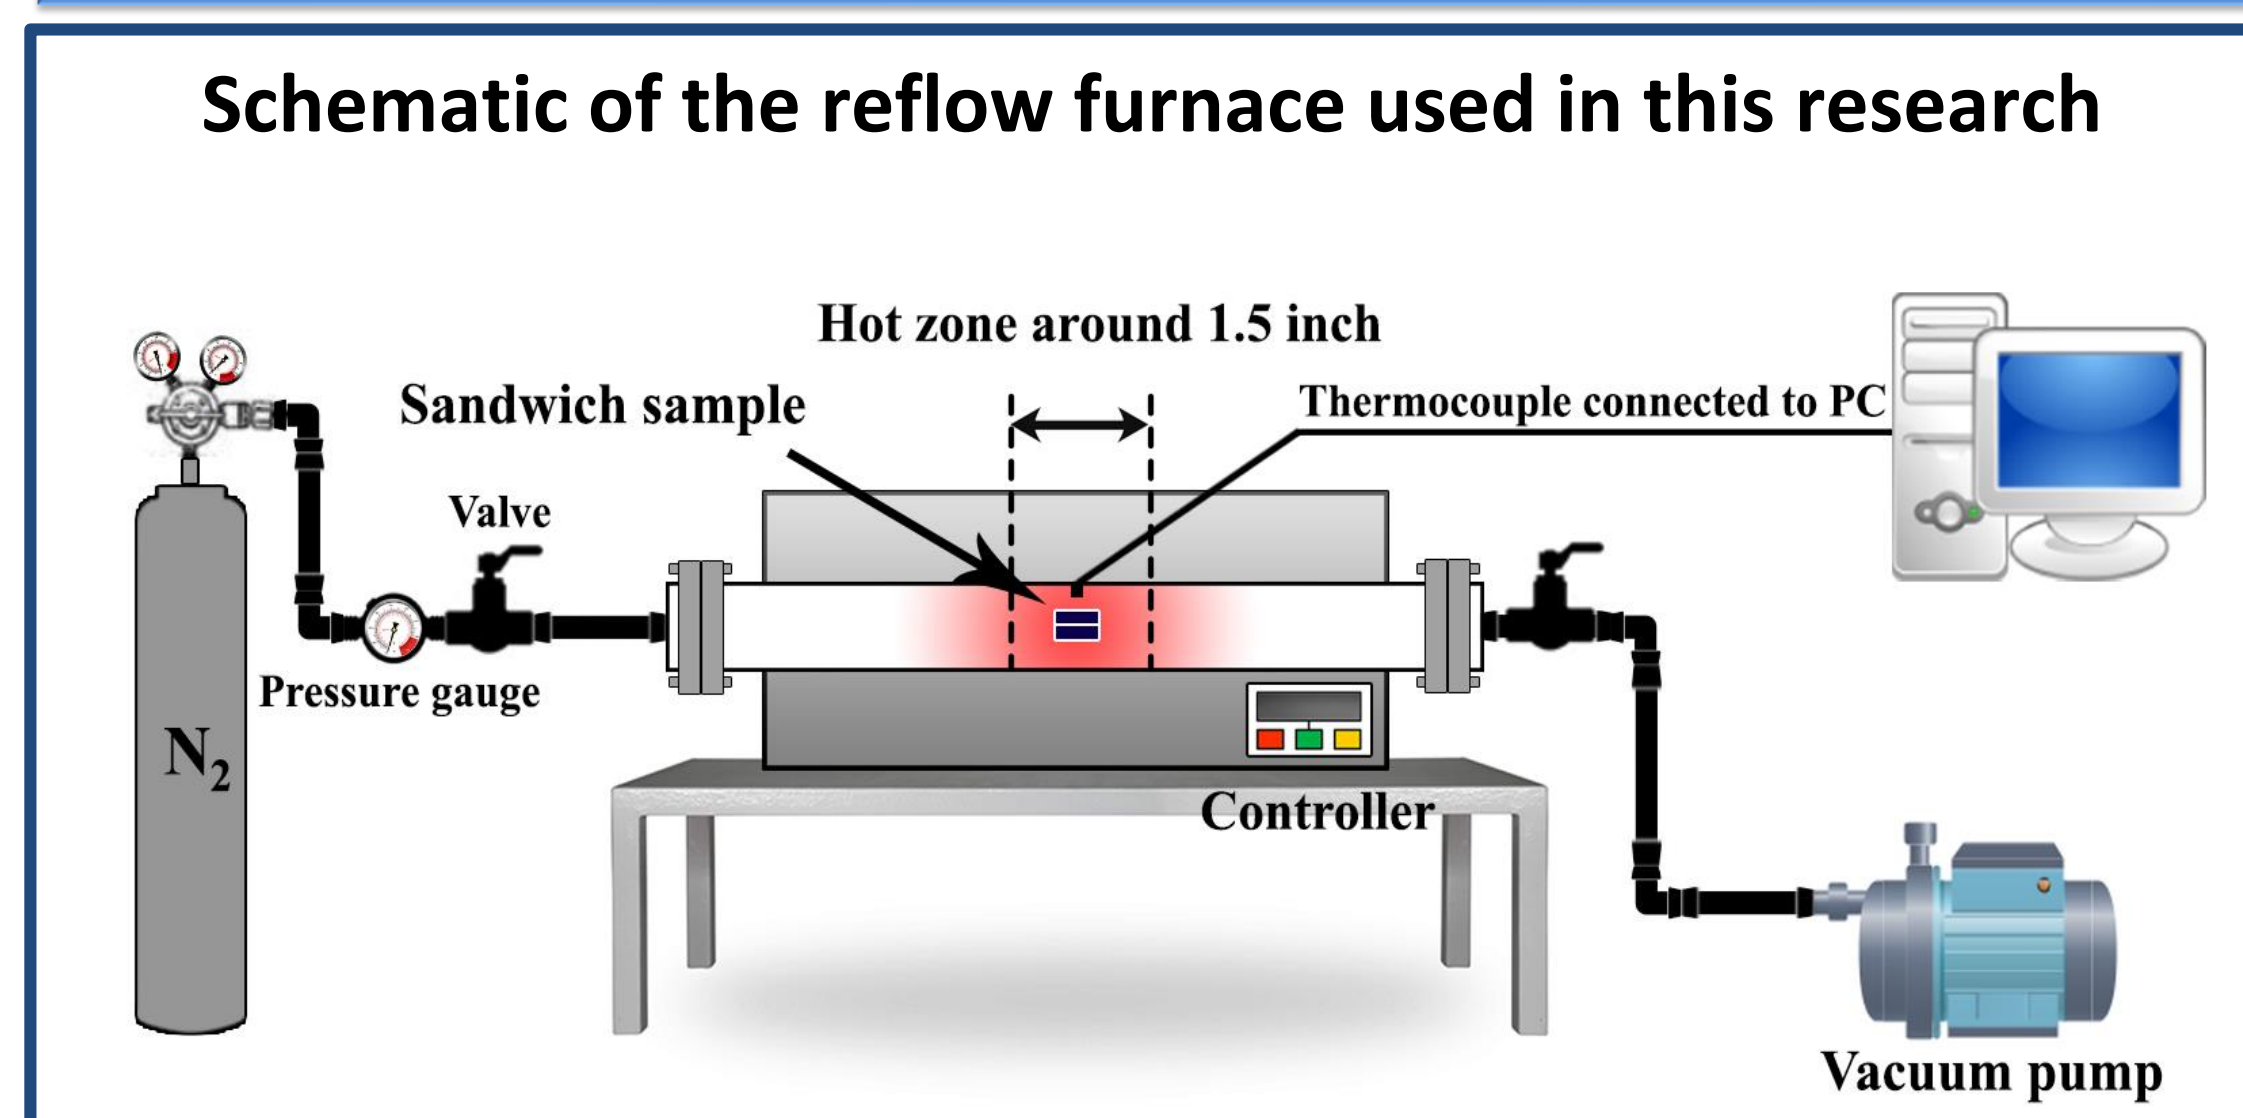 Schematic of the reflow furnace used in this research
Hot zone around 1.5 inch
Sandwich sample
Thermocouple connected to PC
Valve
Pressure gauge
N₂
Controller
Vacuum pump